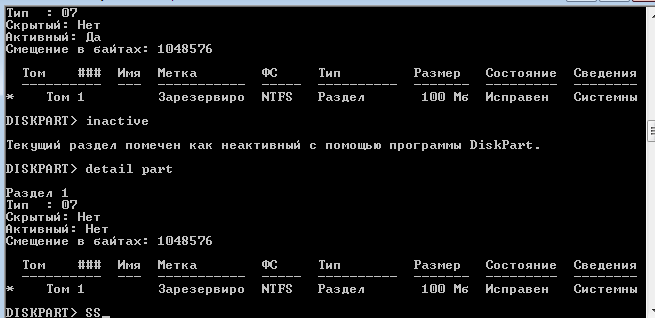 Тип  : 07
Скрытый: Нет
Активный: Да
Смещение в байтах: 1048576
Том ### Имя Метка ФС Тип Размер Состояние Сведения
---------- --- ----------- ----- ---------- ------- --------- --------
* Том 1 Зарезервиро NTFS Раздел 100 Мб Исправен Системны
DISKPART> inactive
Текущий раздел помечен как неактивный с помощью программы DiskPart.
DISKPART> detail part
Раздел 1
Тип  : 07
Скрытый: Нет
Активный: Нет
Смещение в байтах: 1048576
Том ### Имя Метка ФС Тип Размер Состояние Сведения
---------- --- ----------- ----- ---------- ------- --------- --------
* Том 1 Зарезервиро NTFS Раздел 100 Мб Исправен Системны
DISKPART> SS_